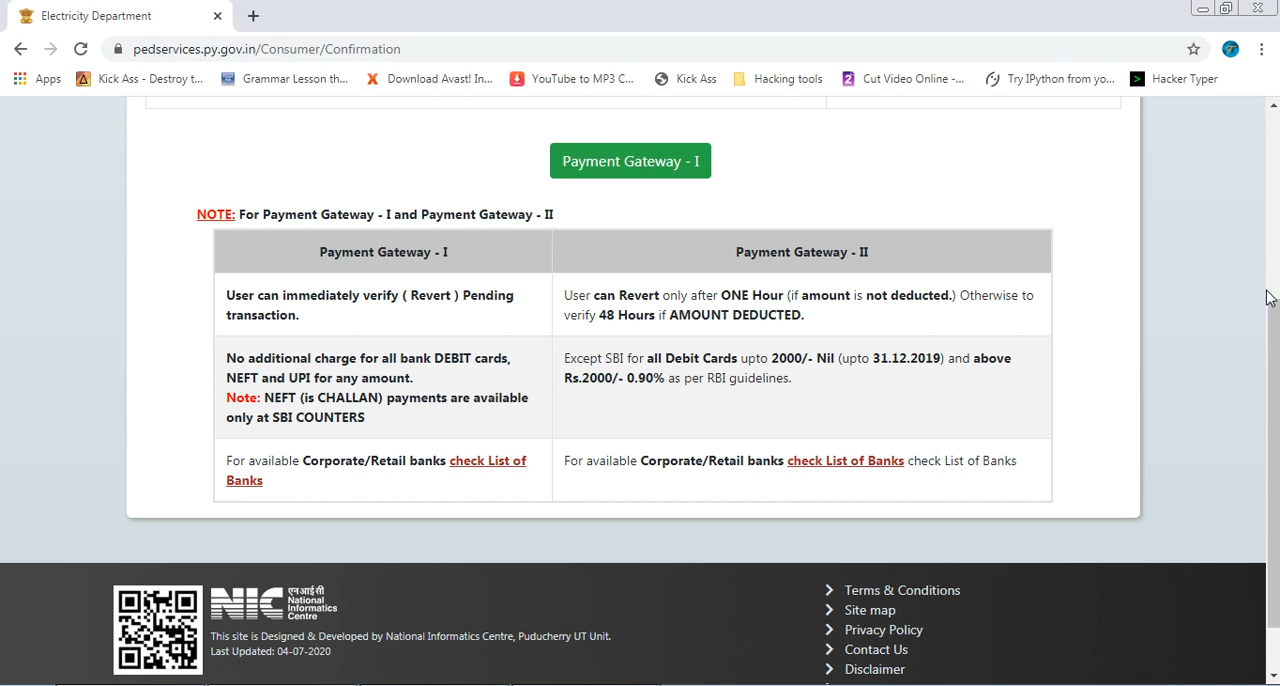 Electricity Department
pedservices.py.gov.in/Consumer/Confirmation
Apps Kick Ass - Destroy t... Grammar Lesson th... Download Avast! In... YouTube to MP3 C... Kick Ass Hacking tools Cut Video Online -... Try IPython from yo... Hacker Typer
Payment Gateway - I
NOTE: For Payment Gateway - I and Payment Gateway - II
Payment Gateway - I
Payment Gateway - II
User can immediately verify ( Revert ) Pending
transaction.
User can Revert only after ONE Hour (if amount is not deducted.) Otherwise to
verify 48 Hours if AMOUNT DEDUCTED.
No additional charge for all bank DEBIT cards,
NEFT and UPI for any amount.
Note: NEFT (is CHALLAN) payments are available
only at SBI COUNTERS
Except SBI for all Debit Cards upto 2000/- Nil (upto 31.12.2019) and above
Rs.2000/- 0.90% as per RBI guidelines.
For available Corporate/Retail banks check List of
Banks
For available Corporate/Retail banks check List of Banks check List of Banks
NIC
एन आई सी
National
Informatics
Centre
This site is Designed & Developed by National Informatics Centre, Puducherry UT Unit.
Last Updated: 04-07-2020
Terms & Conditions
Site map
Privacy Policy
Contact Us
Disclaimer